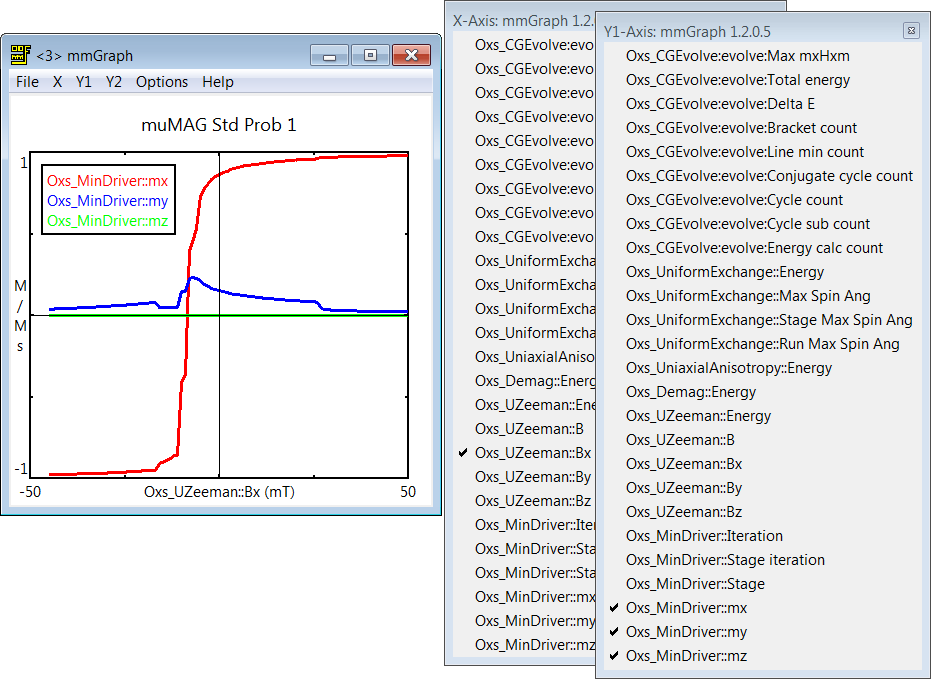 <3> mmGraph
File X Y1 Y2 Options Help
muMAG Std Prob 1
1
Oxs_MinDriver::mx
Oxs_MinDriver::my
Oxs_MinDriver::mz
M
/
M
s
-1
-50
Oxs_UZeeman::Bx (mT)
50
X-Axis: mmGraph 1.2.
Oxs_CGEvolve:evo
Oxs_CGEvolve:evo
Oxs_CGEvolve:evo
Oxs_CGEvolve:evo
Oxs_CGEvolve:evo
Oxs_CGEvolve:evo
Oxs_CGEvolve:evo
Oxs_CGEvolve:evo
Oxs_CGEvolve:evo
Oxs_UniformExcha
Oxs_UniformExcha
Oxs_UniformExcha
Oxs_UniformExcha
Oxs_UniaxialAniso
Oxs_Demag::Energ
Oxs_UZeeman::Ene
Oxs_UZeeman::B
Oxs_UZeeman::Bx
Oxs_UZeeman::By
Oxs_UZeeman::Bz
Oxs_MinDriver::Iter
Oxs_MinDriver::Sta
Oxs_MinDriver::Sta
Oxs_MinDriver::mx
Oxs_MinDriver::my
Oxs_MinDriver::mz
Y1-Axis: mmGraph 1.2.0.5
Oxs_CGEvolve:evolve:Max mxHxm
Oxs_CGEvolve:evolve:Total energy
Oxs_CGEvolve:evolve:Delta E
Oxs_CGEvolve:evolve:Bracket count
Oxs_CGEvolve:evolve:Line min count
Oxs_CGEvolve:evolve:Conjugate cycle count
Oxs_CGEvolve:evolve:Cycle count
Oxs_CGEvolve:evolve:Cycle sub count
Oxs_CGEvolve:evolve:Energy calc count
Oxs_UniformExchange::Energy
Oxs_UniformExchange::Max Spin Ang
Oxs_UniformExchange::Stage Max Spin Ang
Oxs_UniformExchange::Run Max Spin Ang
Oxs_UniaxialAnisotropy::Energy
Oxs_Demag::Energy
Oxs_UZeeman::Energy
Oxs_UZeeman::B
Oxs_UZeeman::Bx
Oxs_UZeeman::By
Oxs_UZeeman::Bz
Oxs_MinDriver::Iteration
Oxs_MinDriver::Stage iteration
Oxs_MinDriver::Stage
Oxs_MinDriver::mx
Oxs_MinDriver::my
Oxs_MinDriver::mz